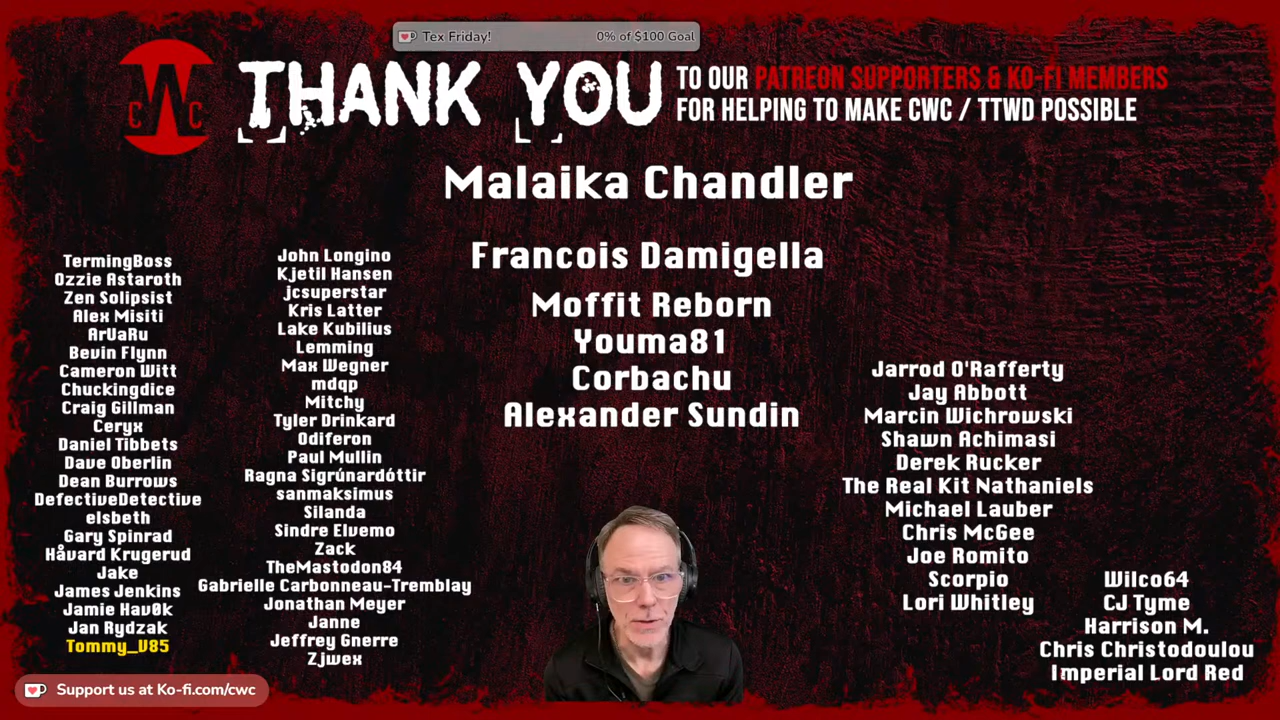 Tex Friday!
0% of $100 Goal
CWC
THANK YOU
TO OUR PATREON SUPPORTERS & KO-FI MEMBERS
FOR HELPING TO MAKE CWC / TTWD POSSIBLE
Malaika Chandler
Francois Damigella
Moffit Reborn
Youma81
Corbachu
Alexander Sundin
TermingBoss
Ozzie Astaroth
Zen Solipsist
Alex Misiti
ArUaRu
Bevin Flynn
Cameron Witt
Chuckingdice
Craig Gillman
Ceryx
Daniel Tibbets
Dave Oberlin
Dean Burrows
DefectiveDetective
elsbeth
Gary Spinrad
Håvard Krugerud
Jake
James Jenkins
Jamie Hav0k
Jan Rydzak
Tommy_V85
John Longino
Kjetil Hansen
jcsuperstar
Kris Latter
Lake Kubilius
Lemming
Max Wegner
mdqp
Mitchy
Tyler Drinkard
Odiferon
Paul Mullin
Ragna Sigrúnardóttir
sanmaksimus
Silanda
Sindre Elvemo
Zack
TheMastodon84
Gabrielle Carbonneau-Tremblay
Jonathan Meyer
Janne
Jeffrey Gnerre
Zjwex
Jarrod O'Rafferty
Jay Abbott
Marcin Wichrowski
Shawn Achimasi
Derek Rucker
The Real Kit Nathaniels
Michael Lauber
Chris McGee
Joe Romito
Scorpio
Lori Whitley
Wilco64
CJ Tyme
Harrison M.
Chris Christodoulou
Imperial Lord Red
Support us at Ko-fi.com/cwc